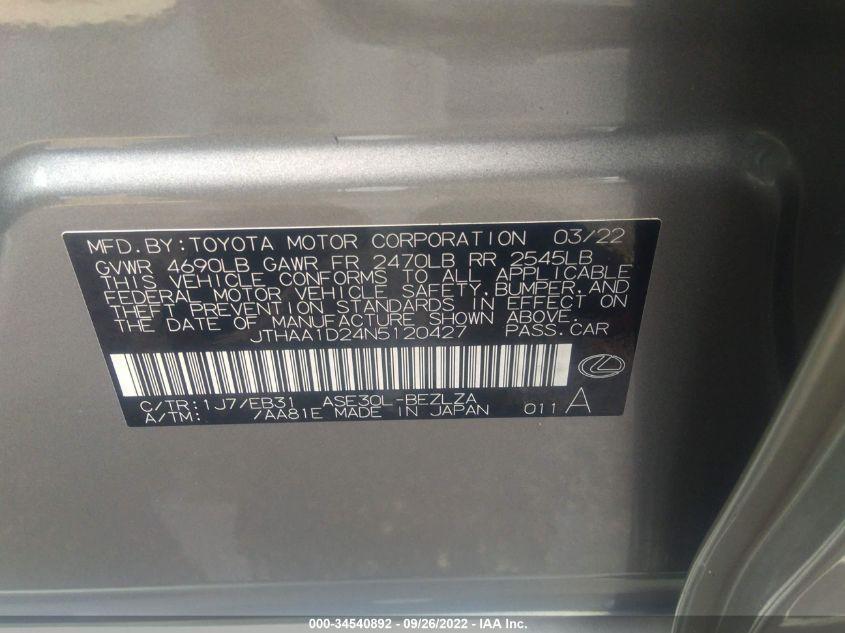 MFD. BY: TOYOTA MOTOR CORPORATION 03/22
GVWR 4690LB GAWR FR 2470LB RR 2545LB
THIS VEHICLE CONFORMS TO ALL APPLICABLE
FEDERAL MOTOR VEHICLE SAFETY, BUMPER, AND
THEFT PREVENTION STANDARDS IN EFFECT ON
THE DATE OF MANUFACTURE SHOWN ABOVE.
JTHAA1D24N5120427 PASS. CAR
C/TR: 1J7/EB31 ASE30L-BEZLZA
A/TM: /AA81E MADE IN JAPAN 011 A
000-34540892 - 09/26/2022 - IAA Inc.